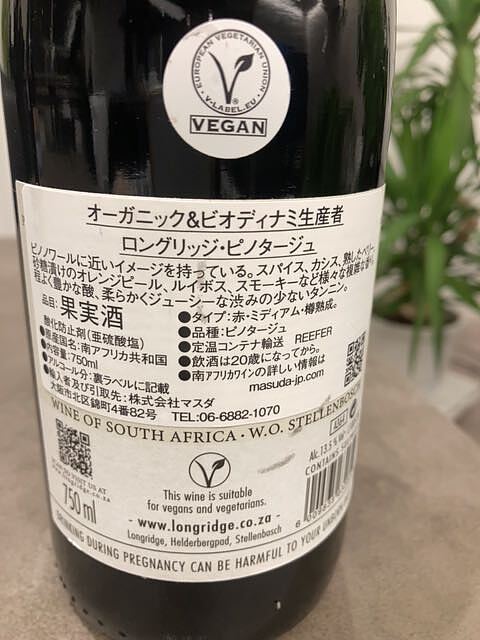 EUROPEAN VEGETARIAN UNION
V-LABEL.EU
VEGAN
オーガニック&ビオディナミ生産者
ロングリッジ・ピノタージュ
ピノノワールに近いイメージを持っている。スパイス、カシス、熟したベリー、
砂糖漬けのオレンジピール、ルイボス、スモーキーなど様々な複雑
程よく豊かな酸、柔らかくジューシーな渋みの少ないタンニン。
品目:果実酒
●タイプ:赤・ミディアム・樽熟成。
酸化防止剤(亜硫酸塩)
●品種:ピノタージュ
●原産国名:南アフリカ共和国
●定温コンテナ輸送 REEFER
●内容量:750ml
●飲酒は20歳になってから。
●アルコール分:裏ラベルに記載
●南アフリカワインの詳しい情報は
●輸入者及び引取先:株式会社マスダ
masuda-jp.com
大阪市北区錦町4番82号 TEL:06-6882-1070
WINE OF SOUTH AFRICA · W.O. STELLENBOSCH
Alc. 13.5 %
CONTAINS
750 ml
This wine is suitable
for vegans and vegetarians.
- www.longridge.co.za -
Longridge, Helderbergpad, Stellenbosch
DRINKING DURING PREGNANCY CAN BE HARMFUL TO YOUR UNBORN